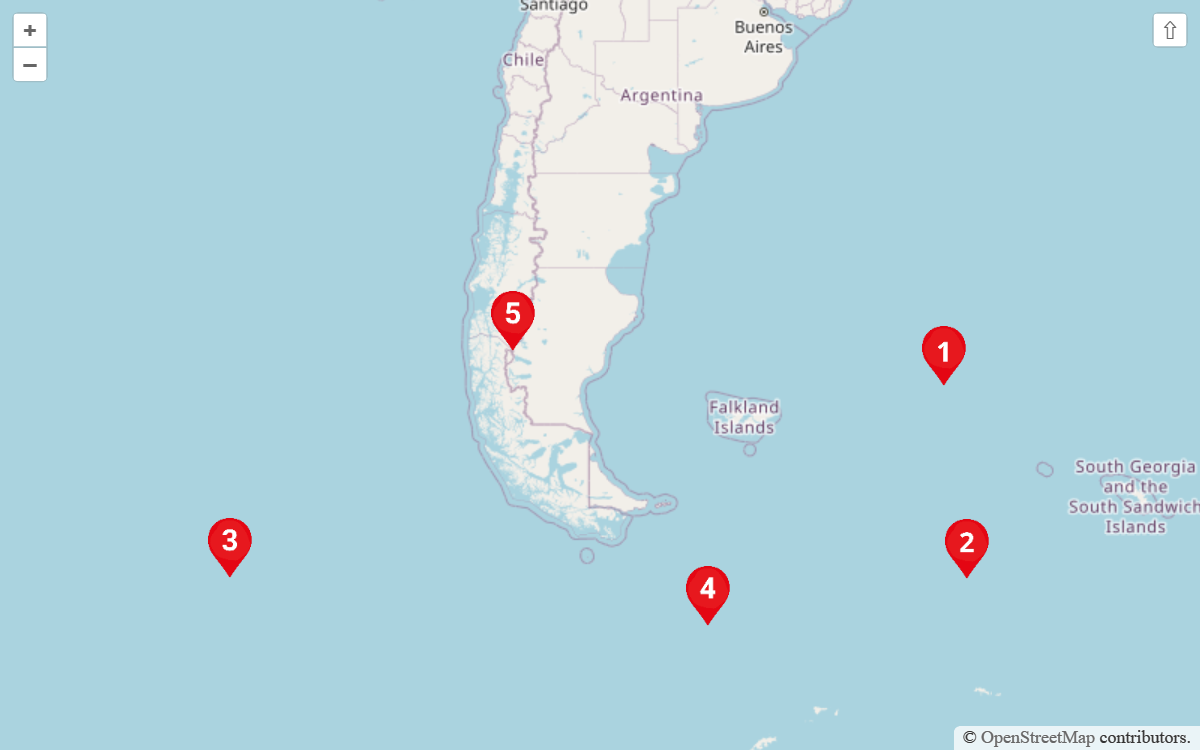 +
−
⇧
Santiago
Buenos
Aires
Chile
Argentina
5
1
Falkland
Islands
South Georgia
and the
South Sandwich
Islands
3
2
4
© OpenStreetMap contributors.